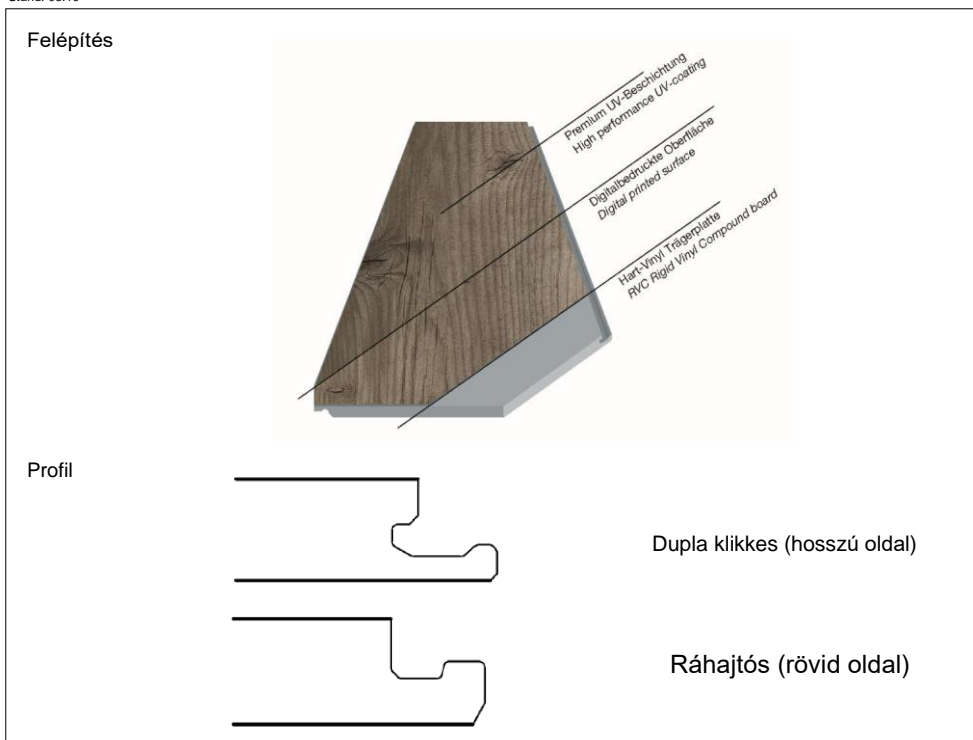 Felépítés
Premium UV-Beschichtung
High performance UV-coating
Digitalbedruckte Oberfläche
Digital printed surface
Hart-Vinyl Trägerplatte
RVC Rigid Vinyl Compound board
Profil
Dupla klikkes (hosszú oldal)
Ráhajtós (rövid oldal)